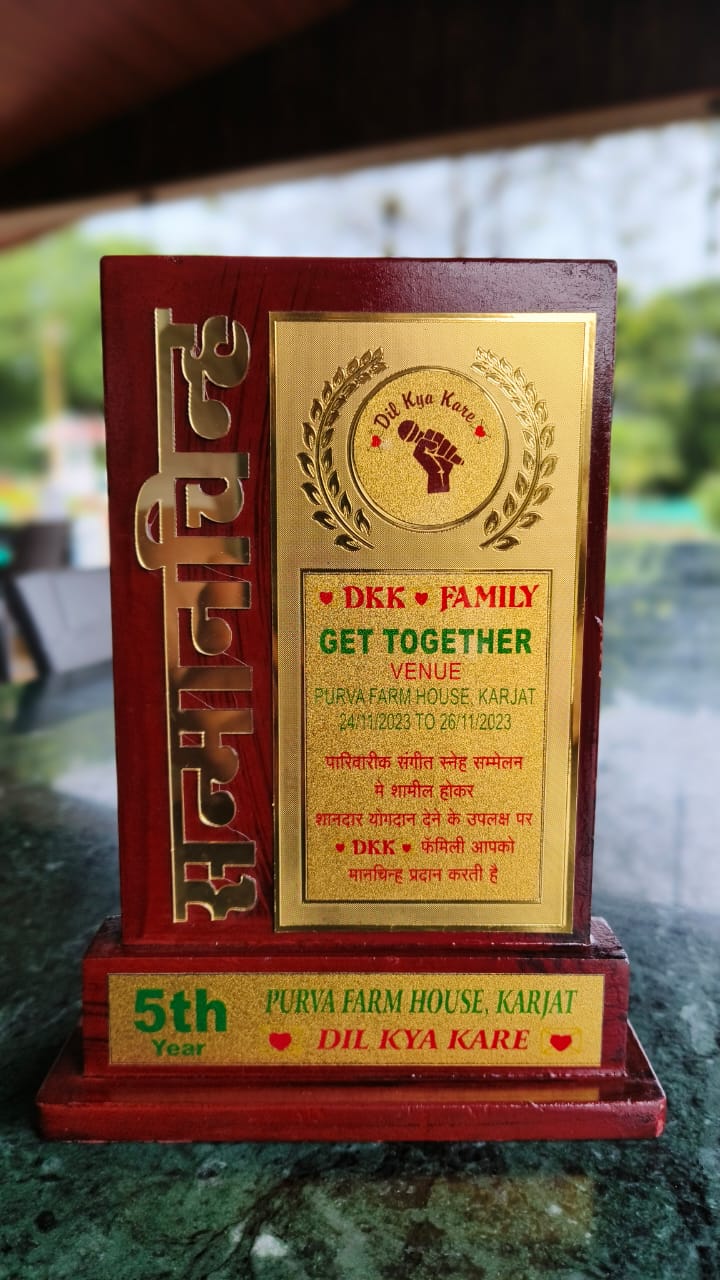 सन्मानचिन्ह
Dil Kya Kare
DKK FAMILY
GET TOGETHER
VENUE
PURVA FARM HOUSE, KARJAT
24/11/2023 TO 26/11/2023
पारिवारीक संगीत स्नेह सम्मेलन
मे शामील होकर
शानदार योगदान देने के उपलक्ष पर
DKK फॅमिली आपको
मानचिन्ह प्रदान करती है
5th
Year
PURVA FARM HOUSE, KARJAT
DIL KYA KARE